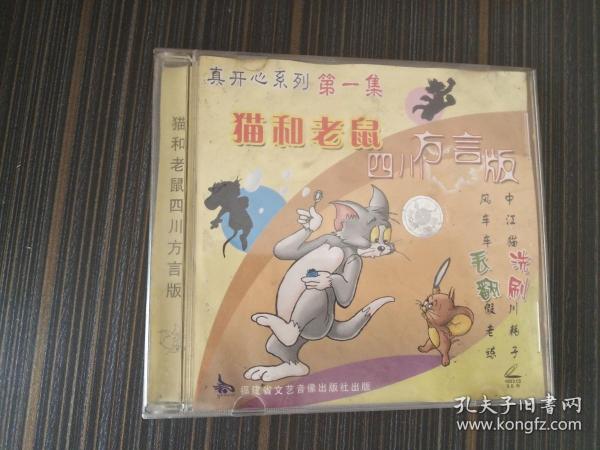 真开心系列 第一集
猫和老鼠
四川方言版
中江猫洗刷川耗子
风车车毛翻假老练
猫和老鼠四川方言版
福建省文艺音像出版社出版
孔夫子旧书网
www.kongfz.com